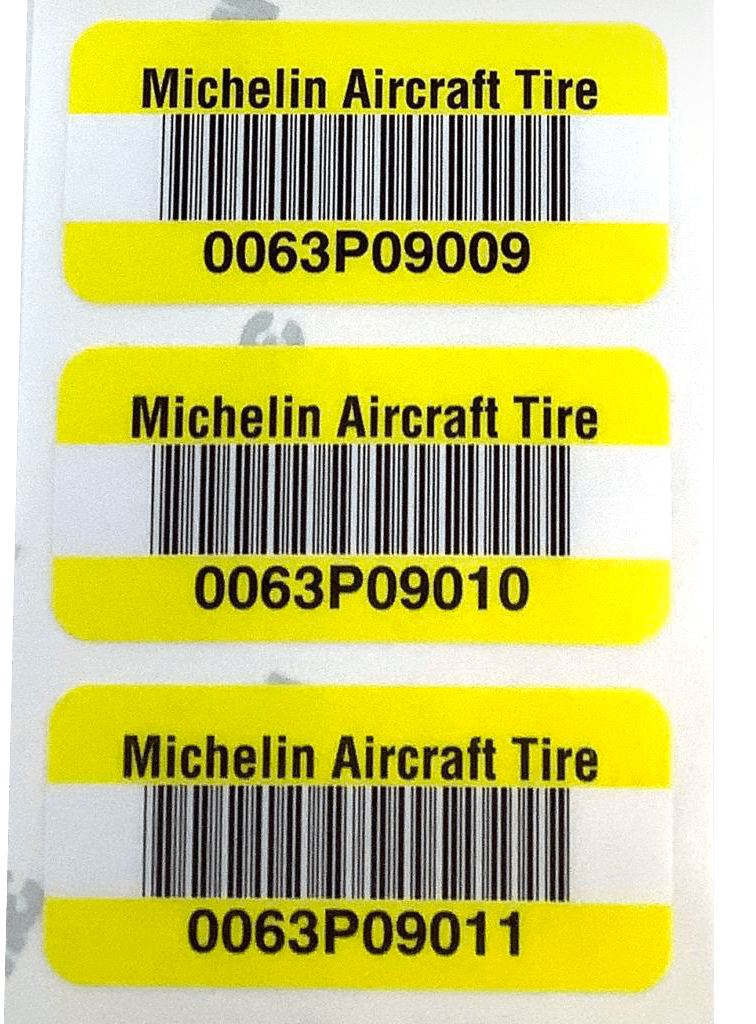 Michelin Aircraft Tire
0063P09009
Michelin Aircraft Tire
0063P09010
Michelin Aircraft Tire
0063P09011